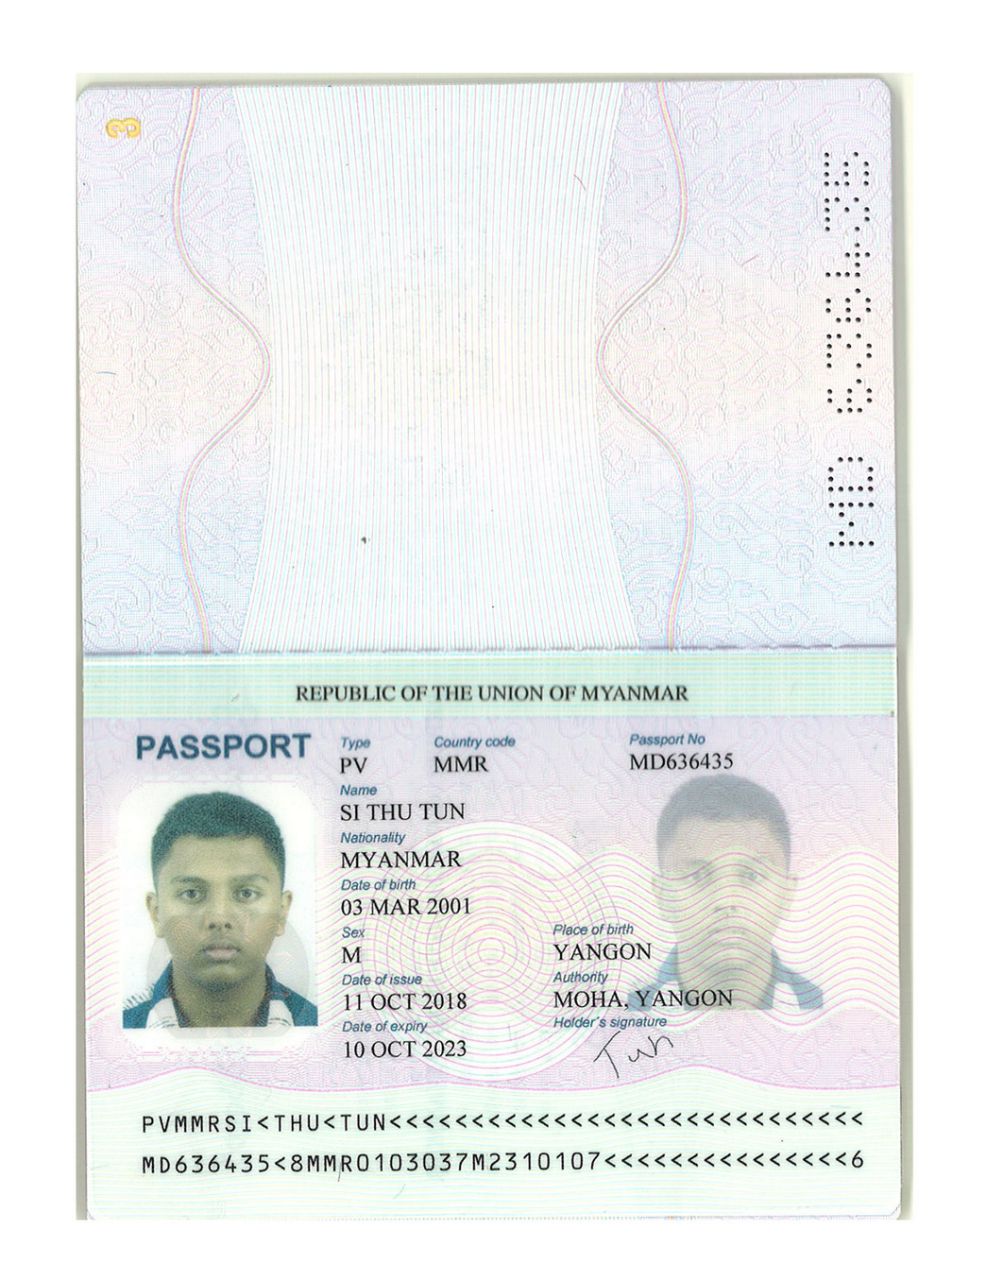 3
MD 636435
REPUBLIC OF THE UNION OF MYANMAR
PASSPORT
Type
Country code
Passport No
PV
MMR
MD636435
Name
SI THU TUN
Nationality
MYANMAR
Date of birth
03 MAR 2001
Sex
Place of birth
M
YANGON
Date of issue
Authority
11 OCT 2018
MOHA, YANGON
Date of expiry
Holder's signature
10 OCT 2023
Tun
PVMMRSI<THU<TUN<<<<<<<<<<<<<<<<<<<<<<<<<<<<<
MD636435<8MMR0103037M2310107<<<<<<<<<<<<<<<6